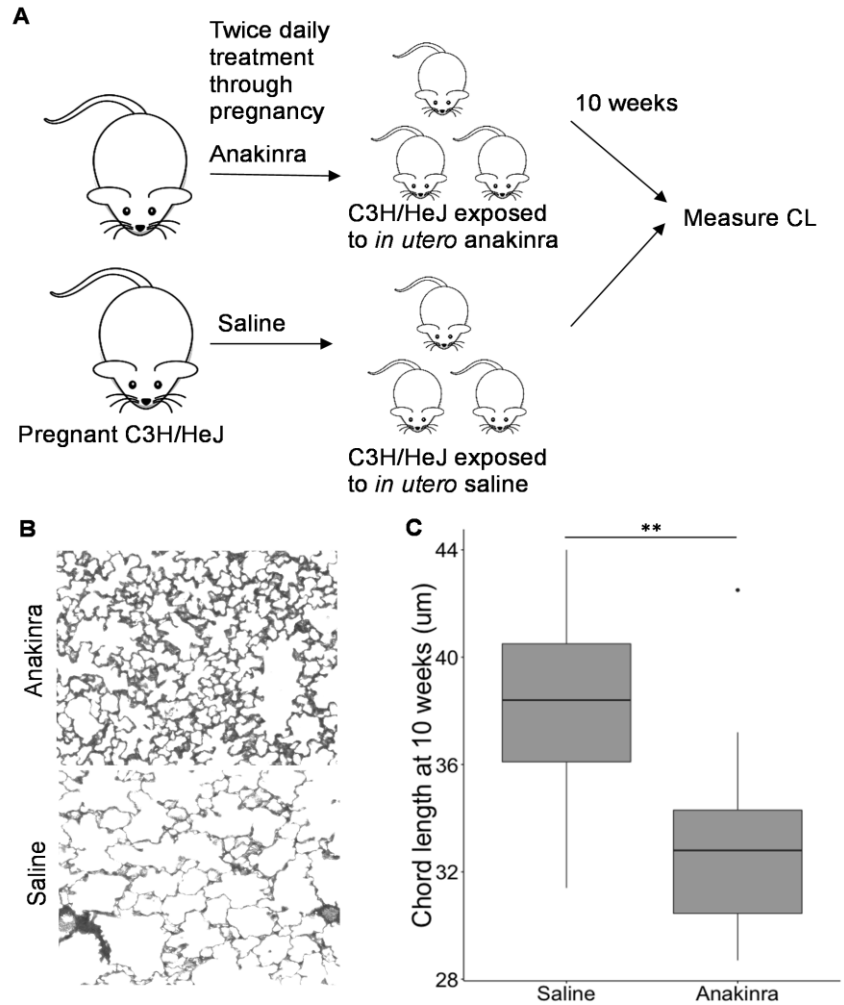 A
Twice daily
treatment
through
pregnancy
Anakinra
10 weeks
C3H/HeJ exposed
to in utero anakinra
Measure CL
Saline
Pregnant C3H/HeJ
C3H/HeJ exposed
to in utero saline
B
Anakinra
Saline
C
**
Chord length at 10 weeks (um)
44
40
36
32
28
Saline
Anakinra